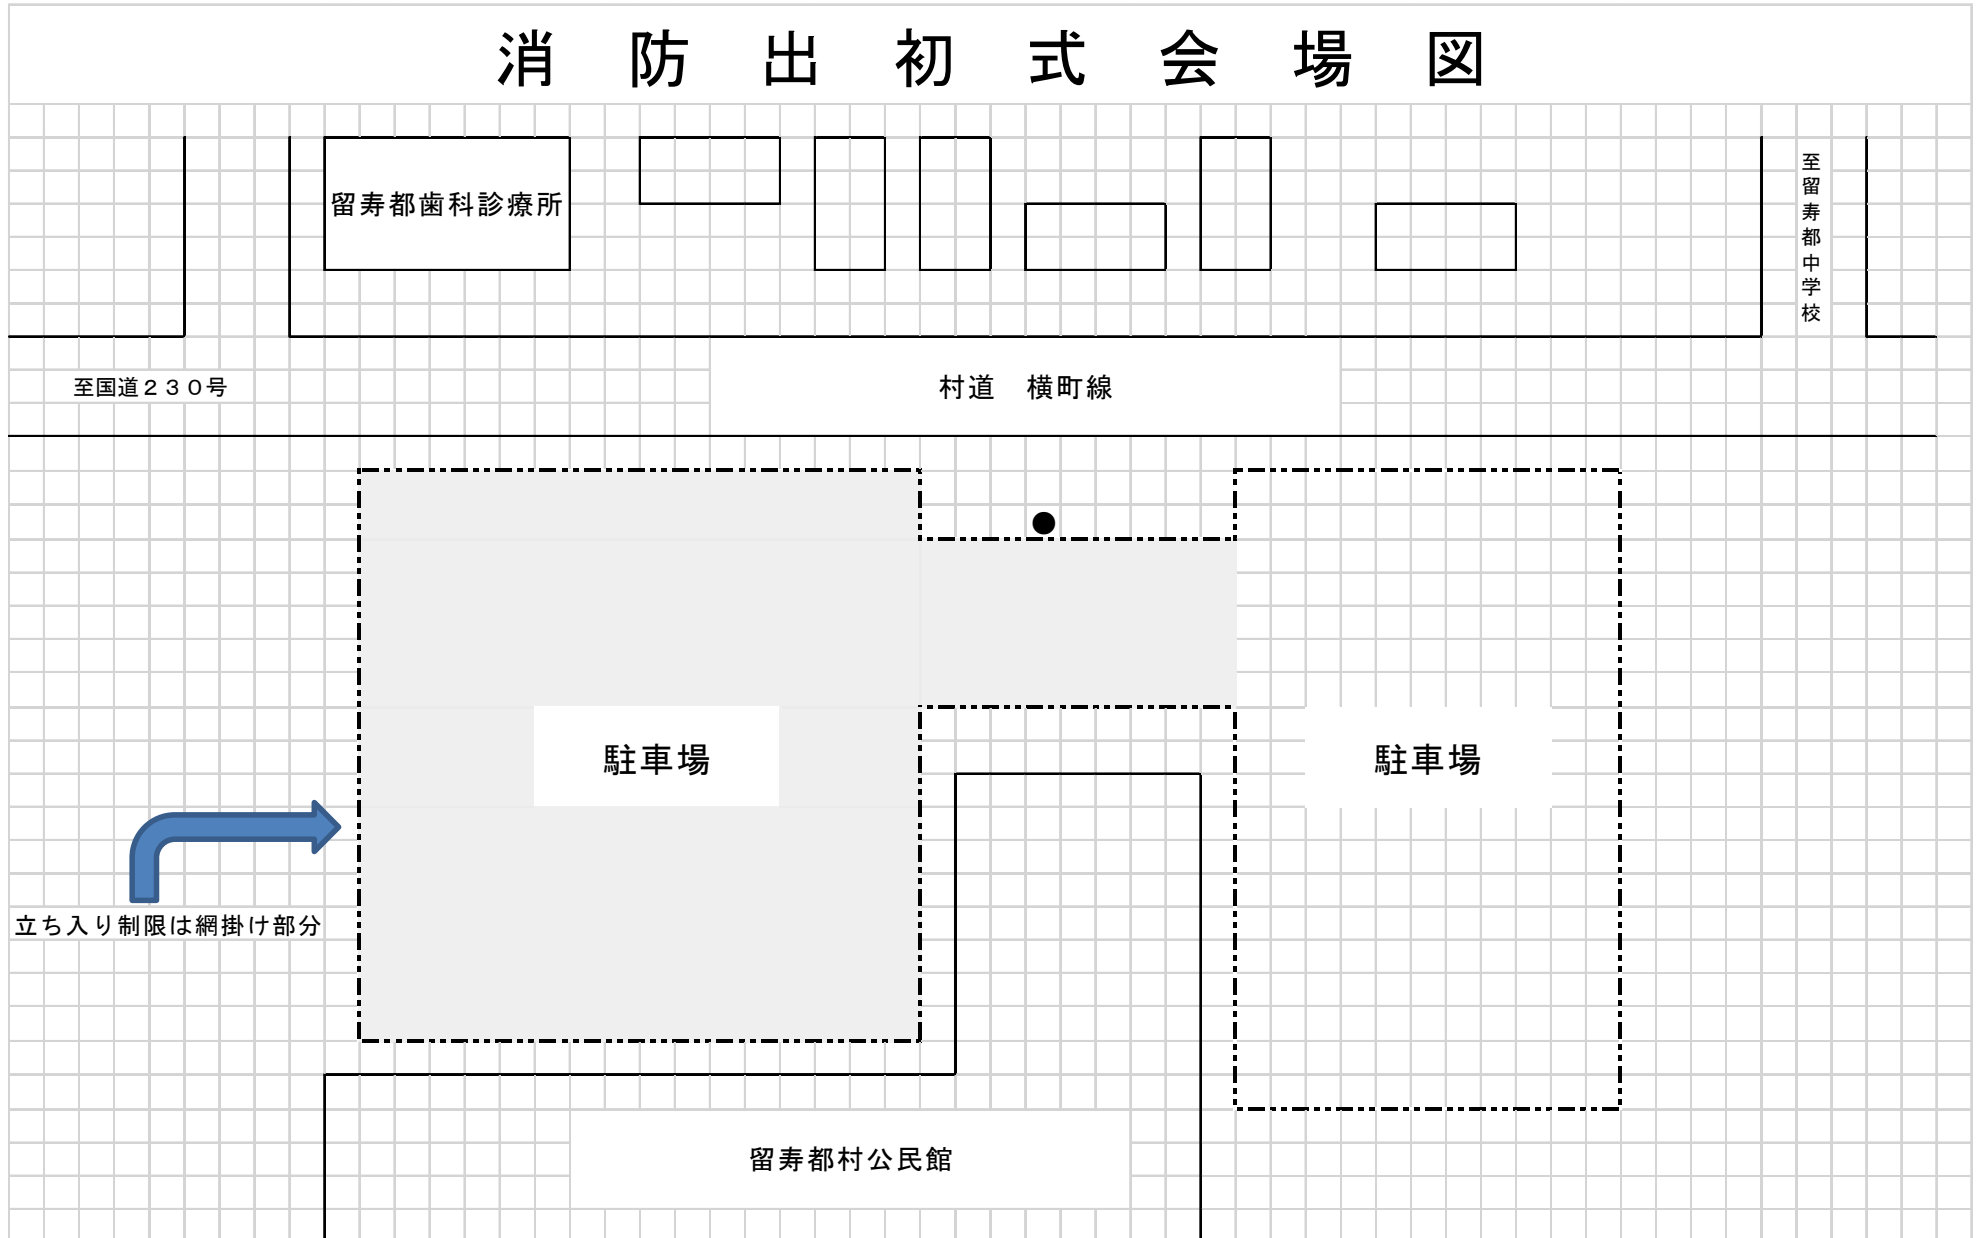 消防出初式会場図
留寿都歯科診療所
至留寿都中学校
至国道２３０号
村道　横町線
駐車場
駐車場
立ち入り制限は網掛け部分
留寿都村公民館